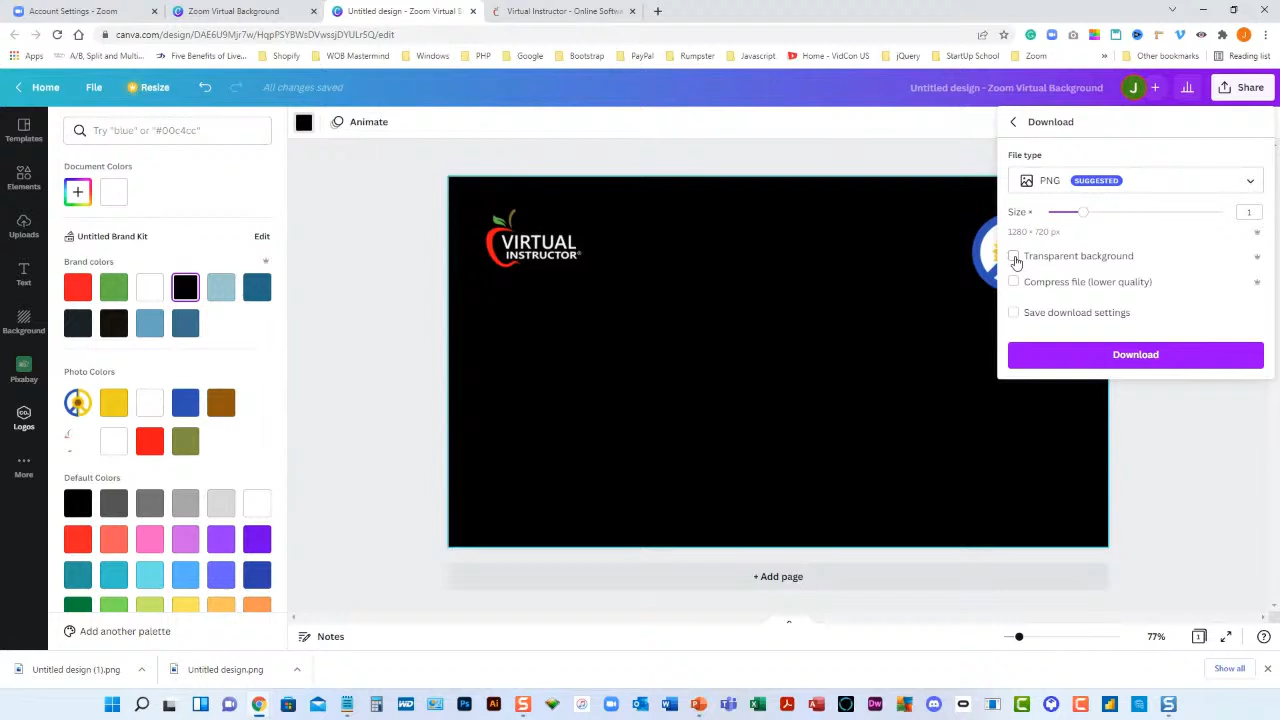 Account Settings - Zoom
Zoom Virtual Background
Untitled design - Zoom Virtual B
Virtual Instructor - Online Softw
canva.com/design/DAE6U9Mjr7w/HqpPSYBWsDVwssjDYULr5Q/edit
Apps
A/B, Split and Multi...
Five Benefits of Live...
Shopify
WOB Mastermind
Windows
PHP
Google
Bootstrap
PayPal
Rumpster
Javascript
Home - VidCon US
jQuery
StartUp School
Zoom
Other bookmarks
Reading list
Home
File
Resize
All changes saved
Untitled design - Zoom Virtual Background
J
Share
Templates
Elements
Uploads
Text
Background
Pixabay
Logos
More
Try "blue" or "#00c4cc"
Document Colors
Untitled Brand Kit
Edit
Brand colors
Photo Colors
Default Colors
Add another palette
Animate
VIRTUAL
INSTRUCTOR®
Download
File type
PNG
SUGGESTED
Size ×
1
1280 × 720 px
Transparent background
Compress file (lower quality)
Save download settings
Download
+ Add page
Notes
77%
1
Untitled design (1).png
Untitled design.png
Show all